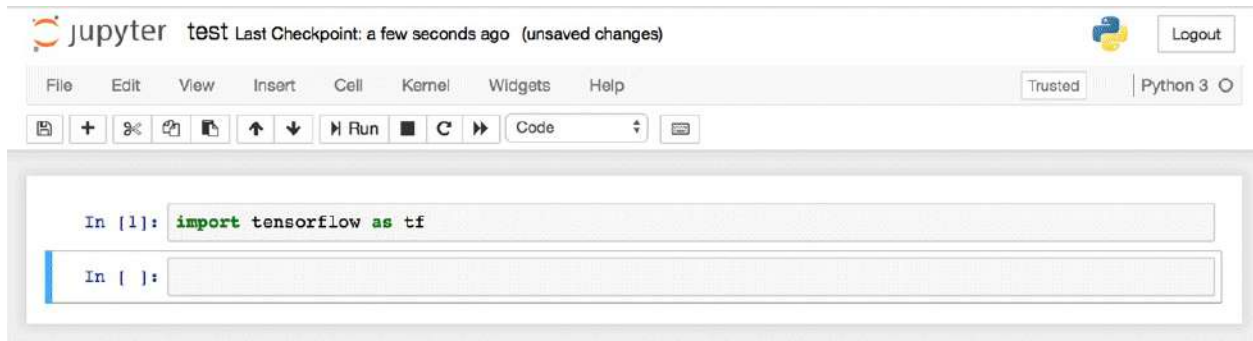 jupyter test Last Checkpoint: a few seconds ago (unsaved changes) Logout
File Edit View Insert Cell Kernel Widgets Help Trusted Python 3
Run Code
In [1]: import tensorflow as tf
In [ ]: